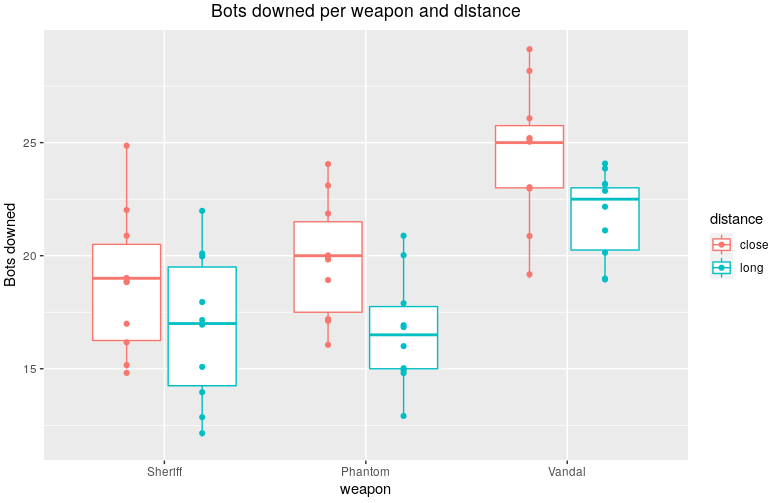 Bots downed per weapon and distance
Bots downed
25
20
15
Sheriff
Phantom
Vandal
weapon
distance
close
long